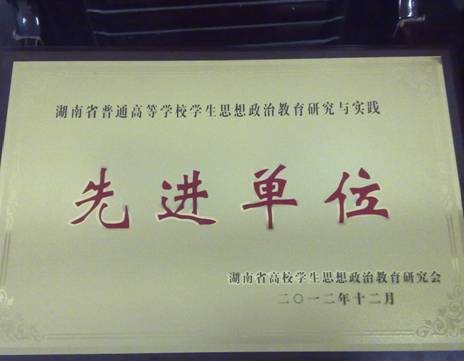 湖南省普通高等学校学生思想政治教育研究与实践
先进单位
湖南省高校学生思想政治教育研究会
二〇一二年十二月